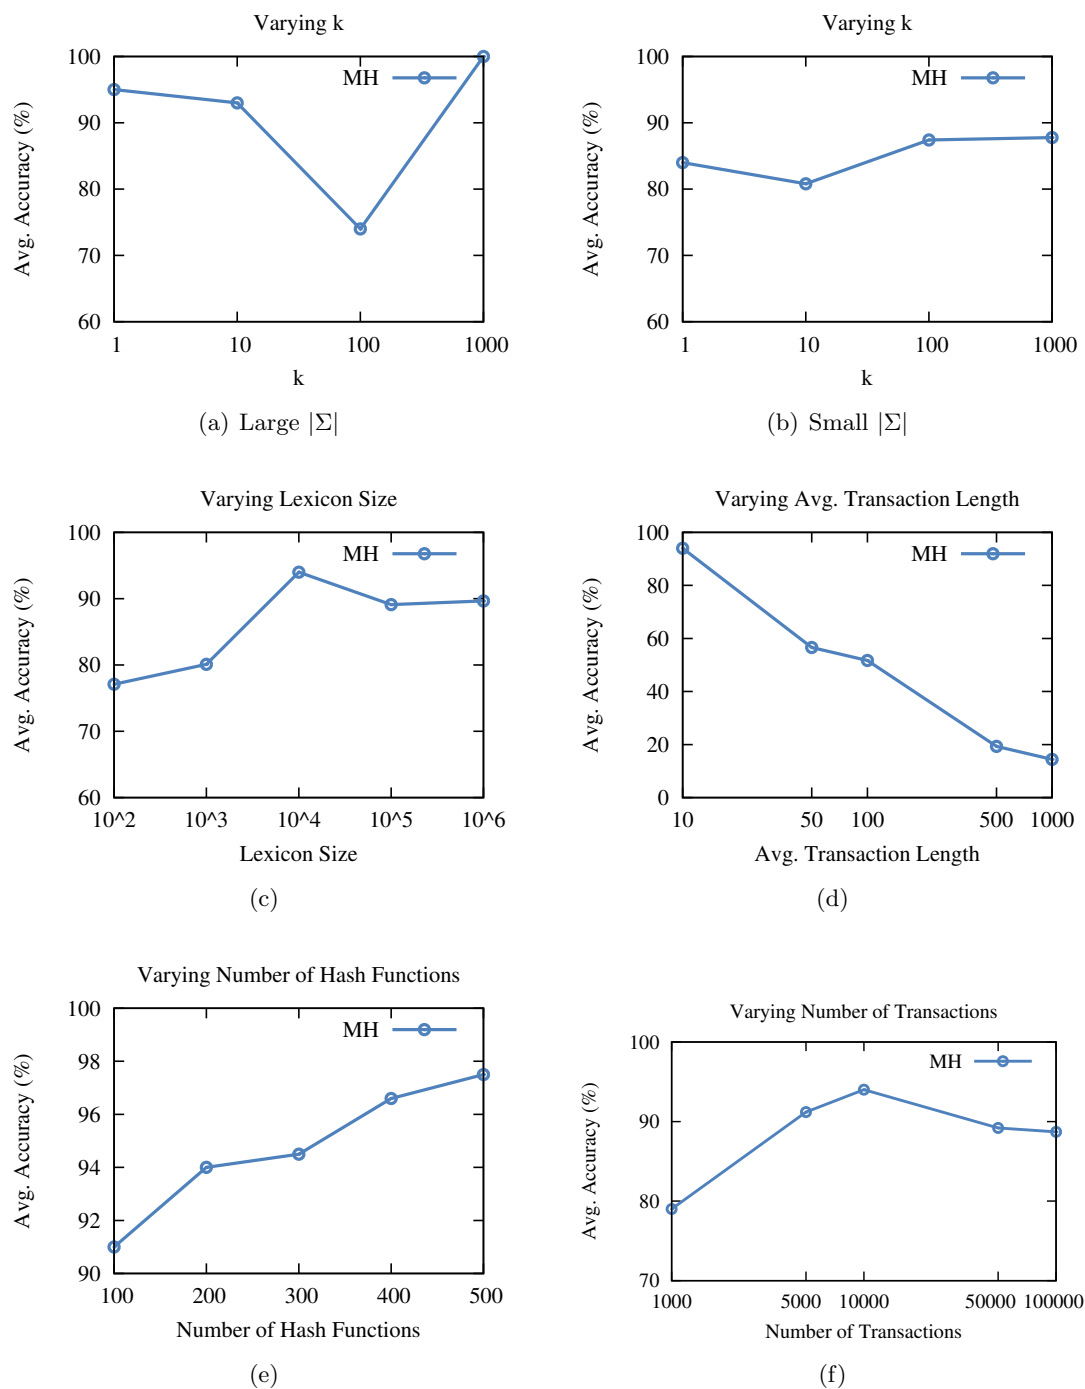 Varying k
MH
Avg. Accuracy (%)
100
90
80
70
60
1 10 100 1000
k
(a) Large |Σ|
Varying k
MH
Avg. Accuracy (%)
100
90
80
70
60
1 10 100 1000
k
(b) Small |Σ|
Varying Lexicon Size
MH
Avg. Accuracy (%)
100
90
80
70
60
10^2 10^3 10^4 10^5 10^6
Lexicon Size
(c)
Varying Avg. Transaction Length
MH
Avg. Accuracy (%)
100
80
60
40
20
0
10 50 100 500 1000
Avg. Transaction Length
(d)
Varying Number of Hash Functions
MH
Avg. Accuracy (%)
100
98
96
94
92
90
100 200 300 400 500
Number of Hash Functions
(e)
Varying Number of Transactions
MH
Avg. Accuracy (%)
100
90
80
70
1000 5000 10000 50000 100000
Number of Transactions
(f)